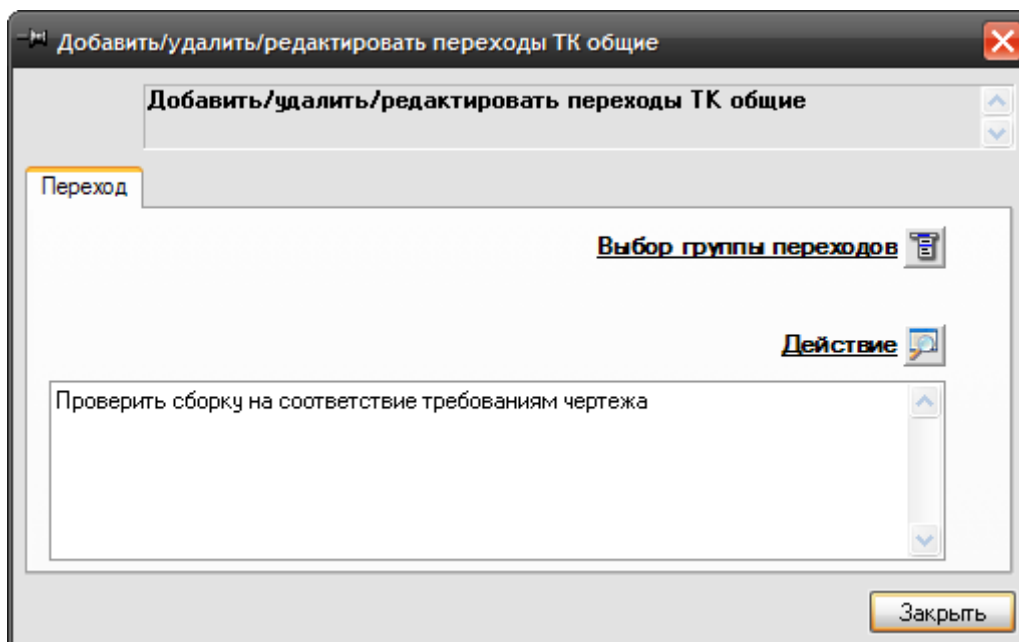 Добавить/удалить/редактировать переходы ТК общие
Добавить/удалить/редактировать переходы ТК общие
Переход
Выбор группы переходов
Действие
Проверить сборку на соответствие требованиям чертежа
Закрыть